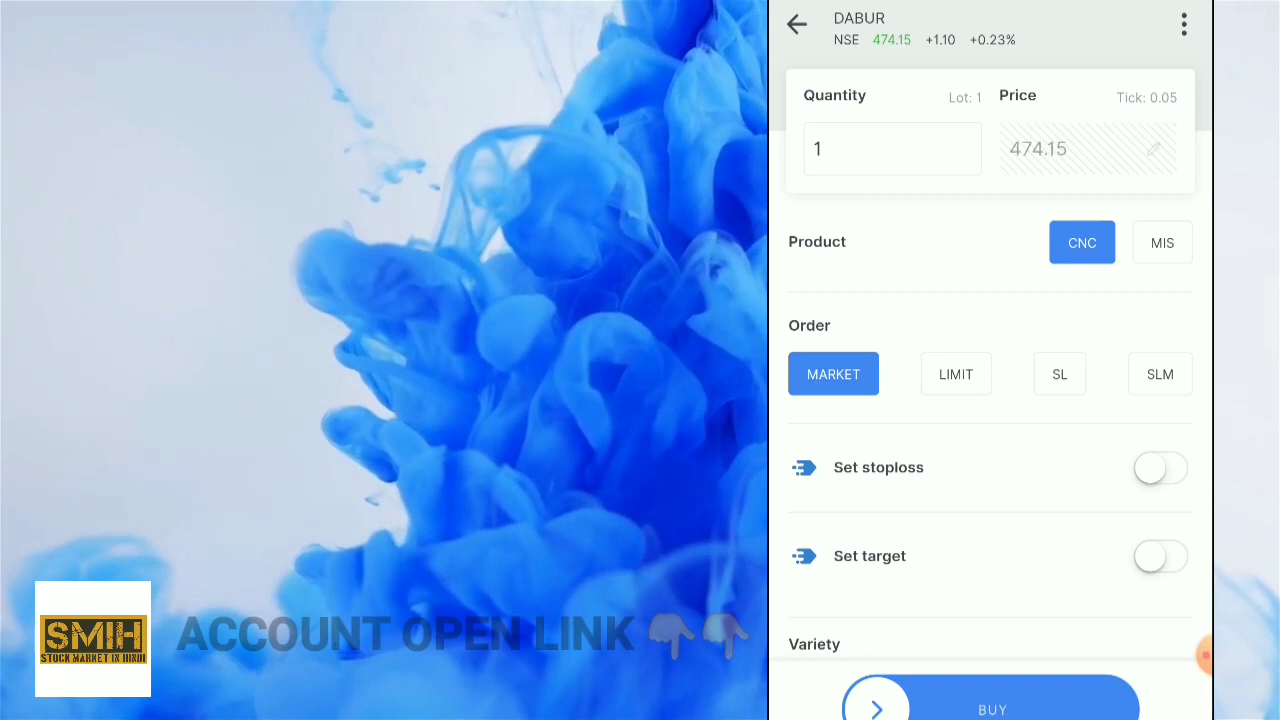 DABUR
NSE 474.15 +1.10 +0.23%
Quantity Lot: 1 Price Tick: 0.05
1 474.15
Product CNC MIS
Order
MARKET LIMIT SL SLM
Set stoploss
Set target
Variety
BUY
SMIH
STOCK MARKET IN HINDI
ACCOUNT OPEN LINK 👇👇